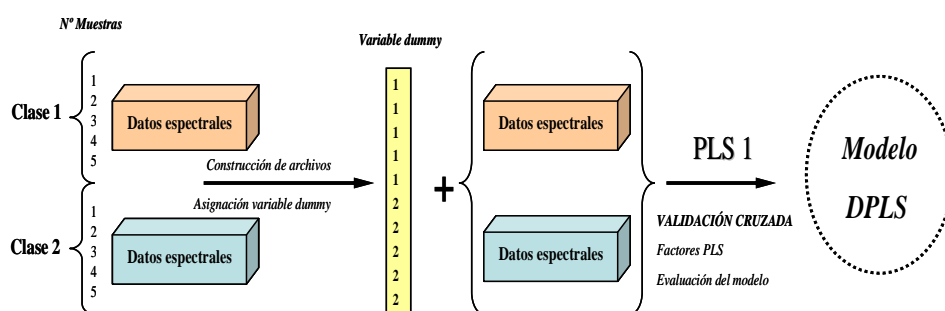 Nº Muestras
Clase 1
1
2
3
4
5
Datos espectrales
Clase 2
1
2
3
4
5
Datos espectrales
Construcción de archivos
Asignación variable dummy
Variable dummy
1
1
1
1
1
2
2
2
2
2
+
Datos espectrales
Datos espectrales
PLS 1
VALIDACIÓN CRUZADA
Factores PLS
Evaluación del modelo
Modelo
DPLS